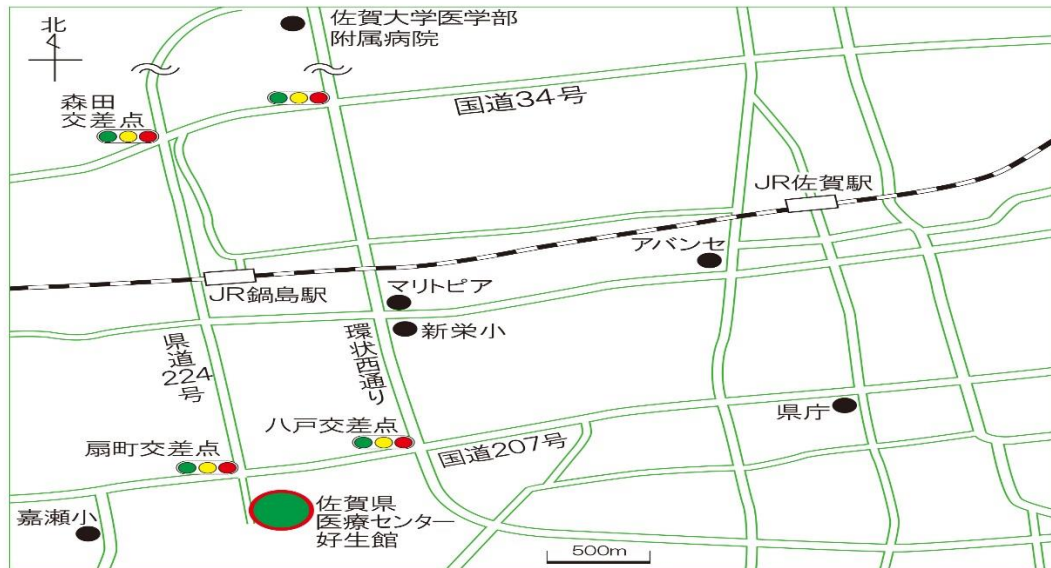 北
佐賀大学医学部
附属病院
森田
交差点
国道34号
JR佐賀駅
アバンセ
JR鍋島駅
マリトピア
新栄小
県道224号
環状西通り
県庁
八戸交差点
国道207号
扇町交差点
嘉瀬小
佐賀県
医療センター
好生館
500m